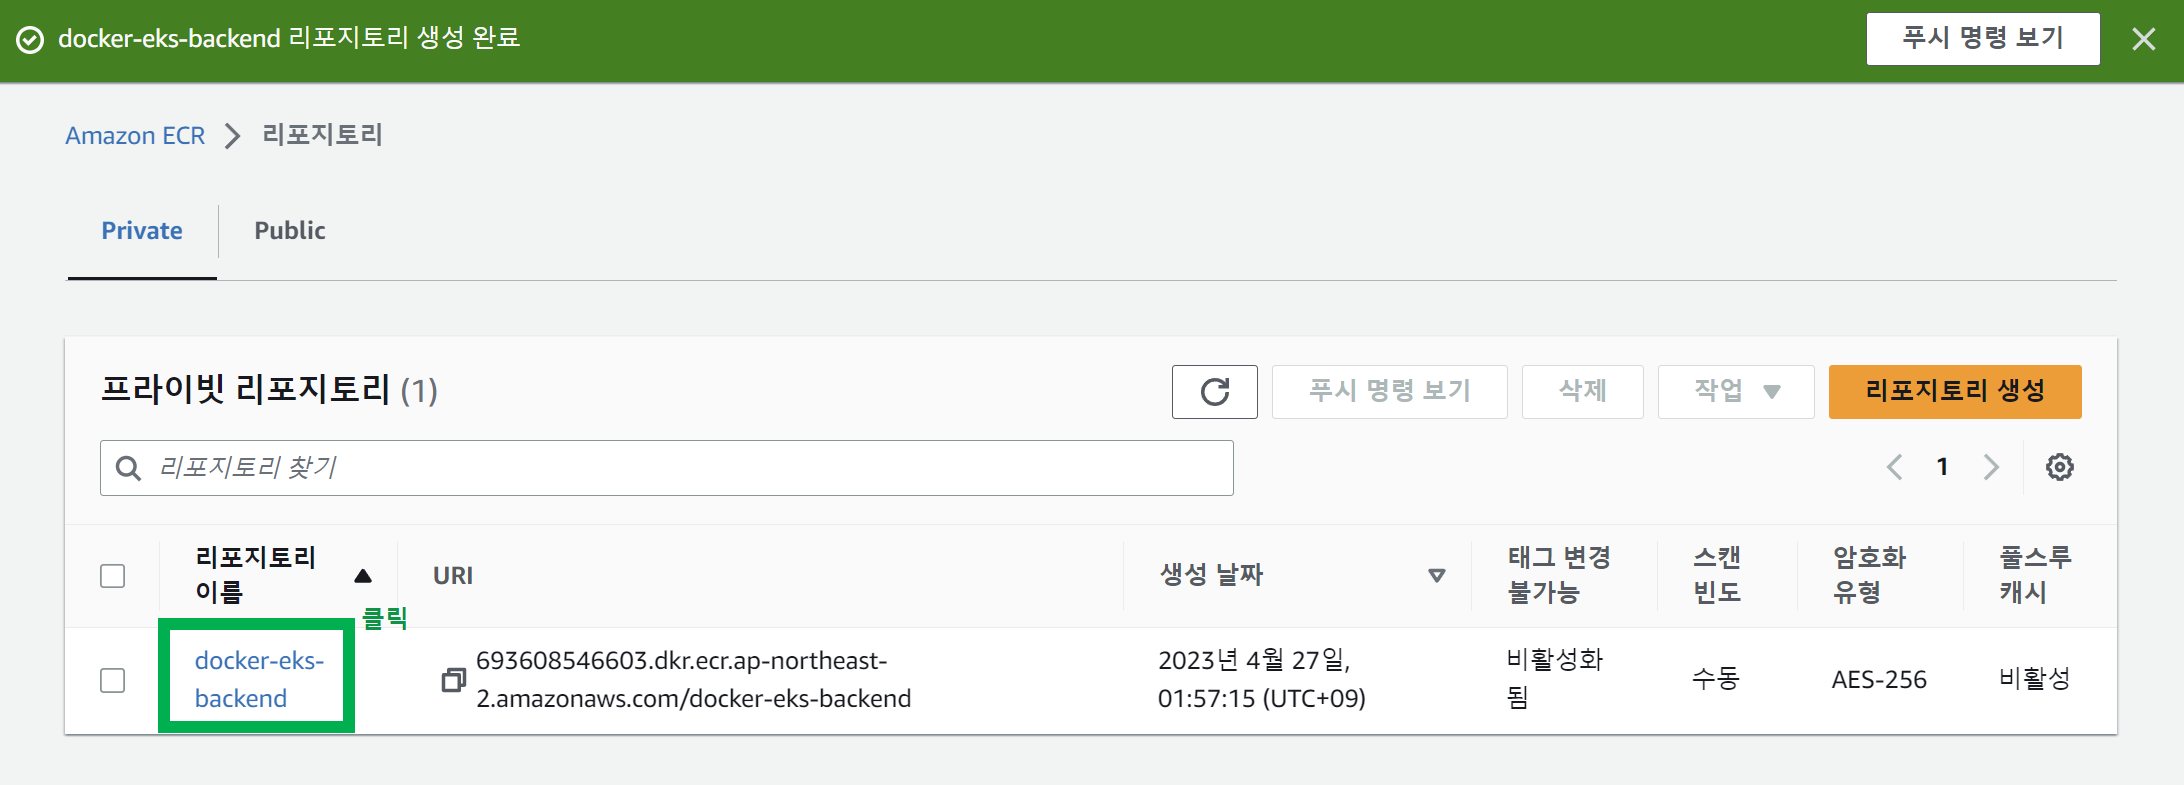 docker-eks-backend 리포지토리 생성 완료
푸시 명령 보기
Amazon ECR
리포지토리
Private
Public
프라이빗 리포지토리 (1)
푸시 명령 보기
삭제
작업
리포지토리 생성
리포지토리 찾기
1
리포지토리
이름
URI
생성 날짜
태그 변경
불가능
스캔
빈도
암호화
유형
풀스루
캐시
클릭
docker-eks-
backend
693608546603.dkr.ecr.ap-northeast-
2.amazonaws.com/docker-eks-backend
2023년 4월 27일,
01:57:15 (UTC+09)
비활성화
됨
수동
AES-256
비활성